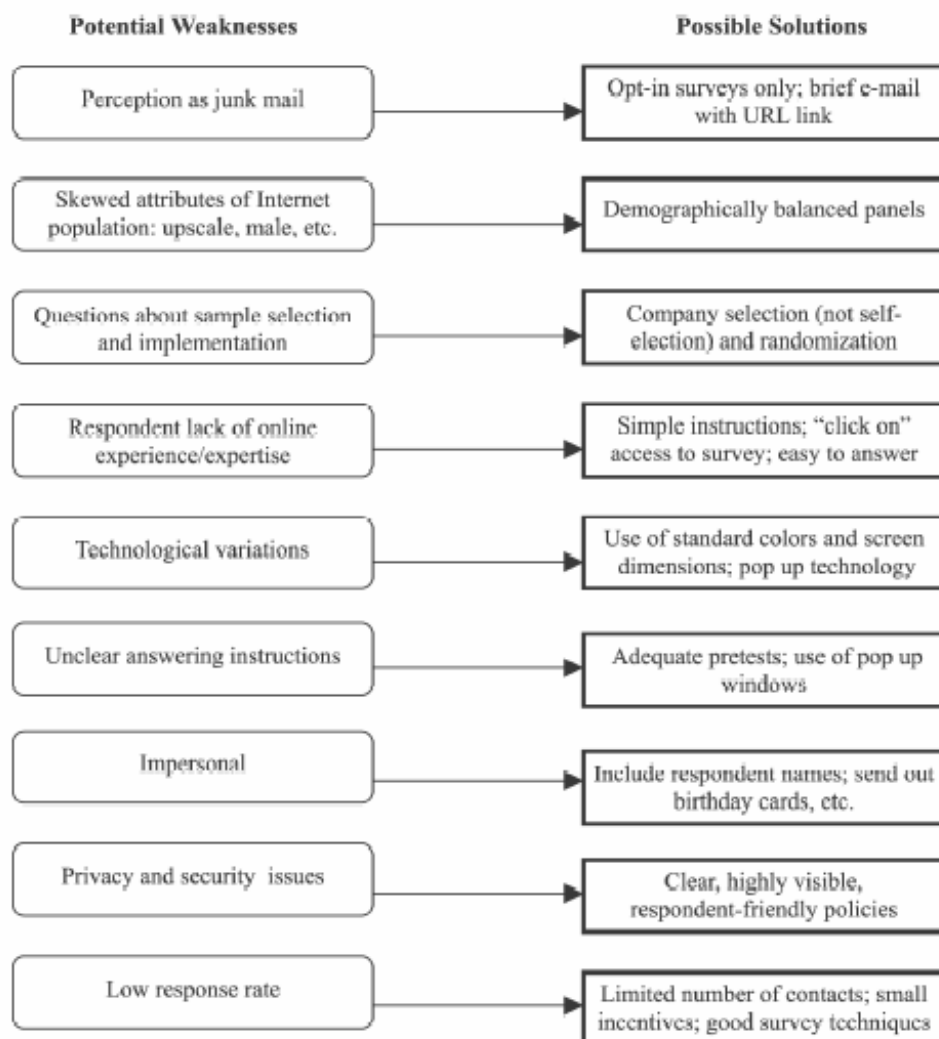 Potential Weaknesses
Possible Solutions
Perception as junk mail
Opt-in surveys only; brief e-mail
with URL link
Skewed attributes of Internet
population: upscale, male, etc.
Demographically balanced panels
Questions about sample selection
and implementation
Company selection (not self-
election) and randomization
Respondent lack of online
experience/expertise
Simple instructions; “click on”
access to survey; easy to answer
Technological variations
Use of standard colors and screen
dimensions; pop up technology
Unclear answering instructions
Adequate pretests; use of pop up
windows
Impersonal
Include respondent names; send out
birthday cards, etc.
Privacy and security issues
Clear, highly visible,
respondent-friendly policies
Low response rate
Limited number of contacts; small
incentives; good survey techniques